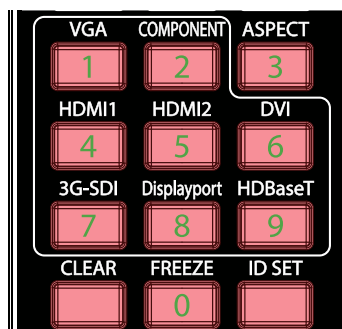 VGA COMPONENT ASPECT
1 2 3
HDMI1 HDMI2 DVI
4 5 6
3G-SDI Displayport HDBaseT
7 8 9
CLEAR FREEZE ID SET
0